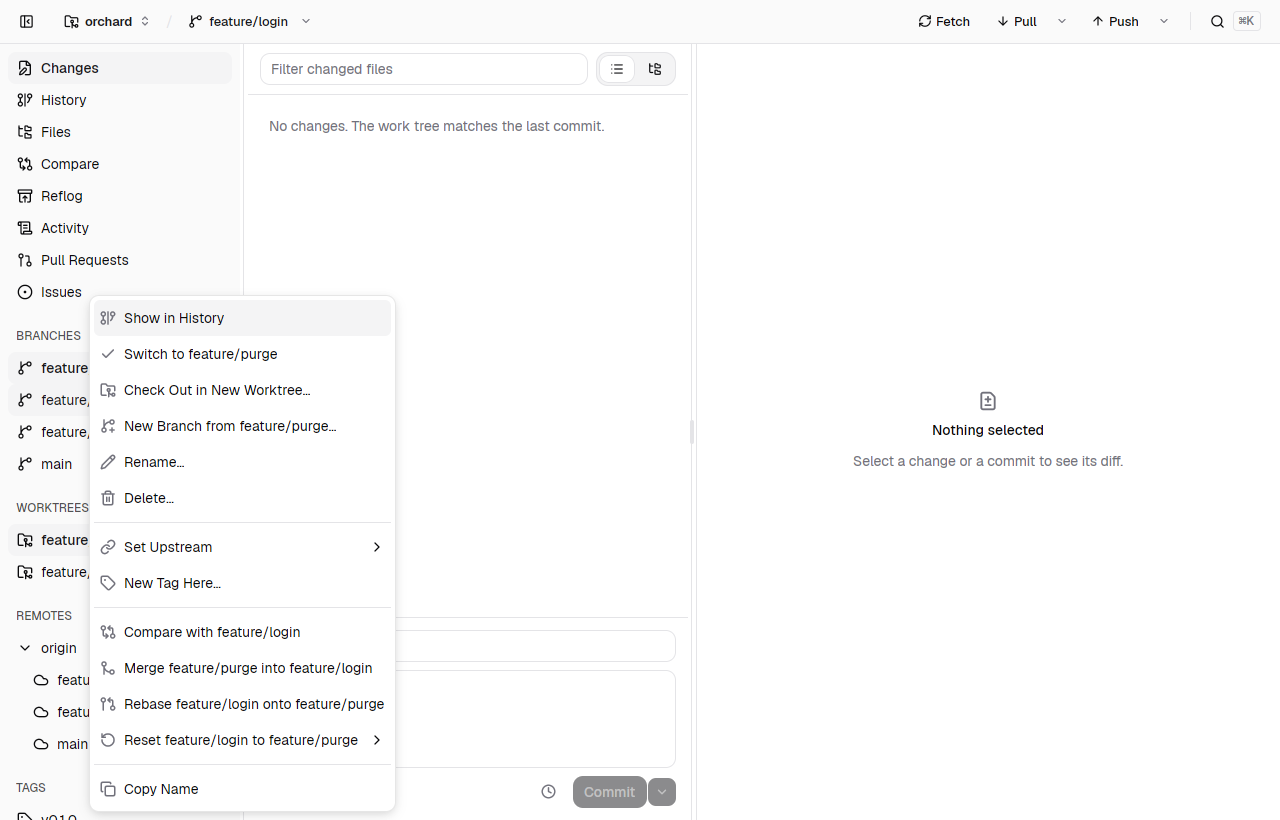 orchard / feature/login
Fetch Pull Push ⌘K
Changes
History
Files
Compare
Reflog
Activity
Pull Requests
Issues
Filter changed files
No changes. The work tree matches the last commit.
BRANCHES
feature
feature/
feature/
main
WORKTREES
feature
feature/
REMOTES
origin
featu
featu
main
TAGS
v0.1.0
Show in History
Switch to feature/purge
Check Out in New Worktree…
New Branch from feature/purge…
Rename…
Delete…
Set Upstream
New Tag Here…
Compare with feature/login
Merge feature/purge into feature/login
Rebase feature/login onto feature/purge
Reset feature/login to feature/purge
Copy Name
Commit
Nothing selected
Select a change or a commit to see its diff.